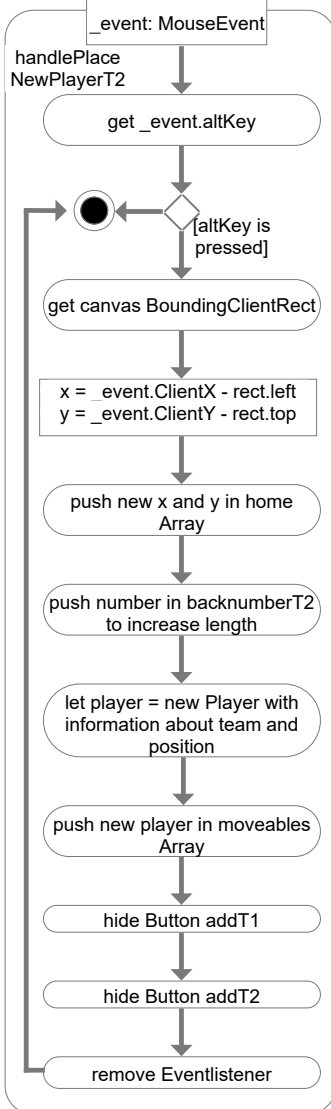 _event: MouseEvent
handlePlace
NewPlayerT2
get _event.altKey
[altKey is
pressed]
get canvas BoundingClientRect
x = _event.ClientX - rect.left
y = _event.ClientY - rect.top
push new x and y in home
Array
push number in backnumberT2
to increase length
let player = new Player with
information about team and
position
push new player in moveables
Array
hide Button addT1
hide Button addT2
remove Eventlistener